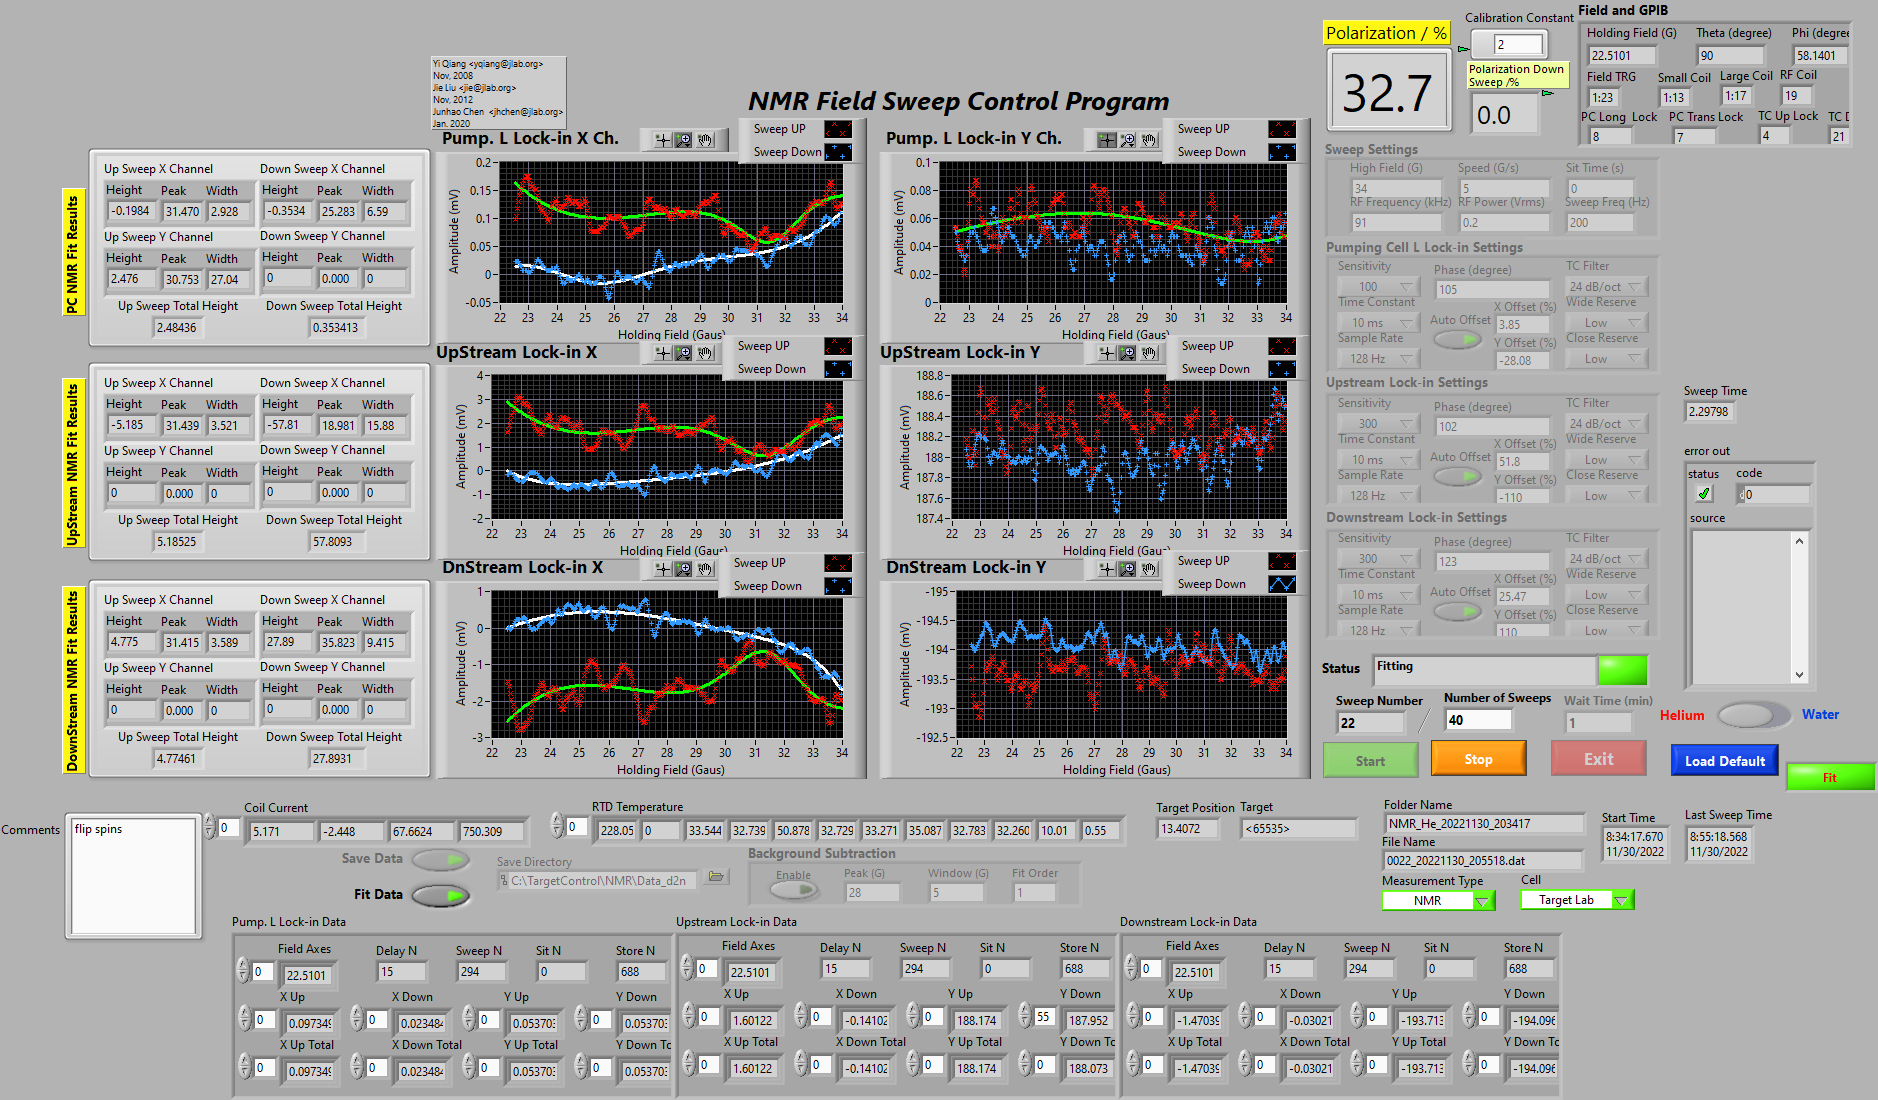 Yi Qiang <yqiang@jlab.org>
Nov, 2008
Jie Liu <jie@jlab.org>
Nov, 2012
Junhao Chen <jhchen@jlab.org>
Jan. 2020
NMR Field Sweep Control Program
Polarization / %
32.7
Calibration Constant
2
Polarization Down
Sweep /%
0.0
Field and GPIB
Holding Field (G) Theta (degree) Phi (degree
22.5101 90 58.1401
Field TRG Small Coil Large Coil RF Coil
1:23 1:13 1:17 19
PC Long Lock PC Trans Lock TC Up Lock TC D
8 7 4 21
PC NMR Fit Results
Up Sweep X Channel Down Sweep X Channel
Height Peak Width Height Peak Width
-0.1984 31.470 2.928 -0.3534 25.283 6.59
Up Sweep Y Channel Down Sweep Y Channel
Height Peak Width Height Peak Width
2.476 30.753 27.04 0 0.000 0
Up Sweep Total Height Down Sweep Total Height
2.48436 0.353413
Pump. L Lock-in X Ch.
Sweep UP
Sweep Down
Amplitude (mV)
0.2
0.15
0.1
0.05
0
-0.05
22 23 24 25 26 27 28 29 30 31 32 33 34
Holding Field (Gaus)
Pump. L Lock-in Y Ch.
Sweep UP
Sweep Down
Amplitude (mV)
0.1
0.08
0.06
0.04
0.02
0
22 23 24 25 26 27 28 29 30 31 32 33 34
Holding Field (Gaus)
UpStream NMR Fit Results
Up Sweep X Channel Down Sweep X Channel
Height Peak Width Height Peak Width
-5.185 31.439 3.521 -57.81 18.981 15.88
Up Sweep Y Channel Down Sweep Y Channel
Height Peak Width Height Peak Width
0 0.000 0 0 0.000 0
Up Sweep Total Height Down Sweep Total Height
5.18525 57.8093
UpStream Lock-in X
Sweep UP
Sweep Down
Amplitude (mV)
4
3
2
1
0
-1
-2
22 23 24 25 26 27 28 29 30 31 32 33 34
Holding Field (Gaus)
UpStream Lock-in Y
Sweep UP
Sweep Down
Amplitude (mV)
188.8
188.6
188.4
188.2
188
187.8
187.6
187.4
22 23 24 25 26 27 28 29 30 31 32 33 34
Holding Field (Gaus)
DownStream NMR Fit Results
Up Sweep X Channel Down Sweep X Channel
Height Peak Width Height Peak Width
4.775 31.415 3.589 27.89 35.823 9.415
Up Sweep Y Channel Down Sweep Y Channel
Height Peak Width Height Peak Width
0 0.000 0 0 0.000 0
Up Sweep Total Height Down Sweep Total Height
4.77461 27.8931
DnStream Lock-in X
Sweep UP
Sweep Down
Amplitude (mV)
1
0
-1
-2
-3
22 23 24 25 26 27 28 29 30 31 32 33 34
Holding Field (Gaus)
DnStream Lock-in Y
Sweep UP
Sweep Down
Amplitude (mV)
-195
-194.5
-194
-193.5
-193
-192.5
22 23 24 25 26 27 28 29 30 31 32 33 34
Holding Field (Gaus)
Sweep Settings
High Field (G) Speed (G/s) Sit Time (s)
34 5 0
RF Frequency (kHz) RF Power (Vrms) Sweep Freq (Hz)
91 0.2 200
Pumping Cell L Lock-in Settings
Sensitivity Phase (degree) TC Filter
100 105 24 dB/oct
Time Constant Auto Offset X Offset (%) Wide Reserve
10 ms 3.85 Low
Sample Rate Y Offset (%) Close Reserve
128 Hz -28.08 Low
Upstream Lock-in Settings
Sensitivity Phase (degree) TC Filter
300 102 24 dB/oct
Time Constant Auto Offset X Offset (%) Wide Reserve
10 ms 51.8 Low
Sample Rate Y Offset (%) Close Reserve
128 Hz -110 Low
Downstream Lock-in Settings
Sensitivity Phase (degree) TC Filter
300 123 24 dB/oct
Time Constant Auto Offset X Offset (%) Wide Reserve
10 ms 25.47 Low
Sample Rate Y Offset (%) Close Reserve
128 Hz 110 Low
Sweep Time
2.29798
error out
status code
0
source
Status Fitting
Sweep Number Number of Sweeps Wait Time (min)
22 / 40 1
Helium Water
Start Stop Exit Load Default Fit
Comments
flip spins
Coil Current
0 5.171 -2.448 67.6624 750.309
RTD Temperature
0 228.05 0 33.544 32.739 50.878 32.729 33.271 35.087 32.783 32.260 10.01 0.55
Target Position Target
13.4072 <65535>
Folder Name
NMR_He_20221130_203417
File Name
0022_20221130_205518.dat
Start Time
8:34:17.670
11/30/2022
Last Sweep Time
8:55:18.568
11/30/2022
Measurement Type Cell
NMR Target Lab
Save Data
Fit Data
Save Directory
C:\TargetControl\NMR\Data_d2n
Background Subtraction
Enable Peak (G) Window (G) Fit Order
28 5 1
Pump. L Lock-in Data
Field Axes Delay N Sweep N Sit N Store N
0 22.5101 15 294 0 688
X Up X Down Y Up Y Down
0 0.097349 0 0.023484 0 0.053703 0 0.053703
X Up Total X Down Total Y Up Total Y Down To
0 0.097349 0 0.023484 0 0.053703 0 0.053703
Upstream Lock-in Data
Field Axes Delay N Sweep N Sit N Store N
0 22.5101 15 294 0 688
X Up X Down Y Up Y Down
0 1.60122 0 -0.14102 0 188.174 55 187.952
X Up Total X Down Total Y Up Total Y Down To
0 1.60122 0 -0.14102 0 188.174 0 188.073
Downstream Lock-in Data
Field Axes Delay N Sweep N Sit N Store N
0 22.5101 15 294 0 688
X Up X Down Y Up Y Down
0 -1.47039 0 -0.03021 0 -193.713 0 -194.096
X Up Total X Down Total Y Up Total Y Down To
0 -1.47039 0 -0.03021 0 -193.713 0 -194.096